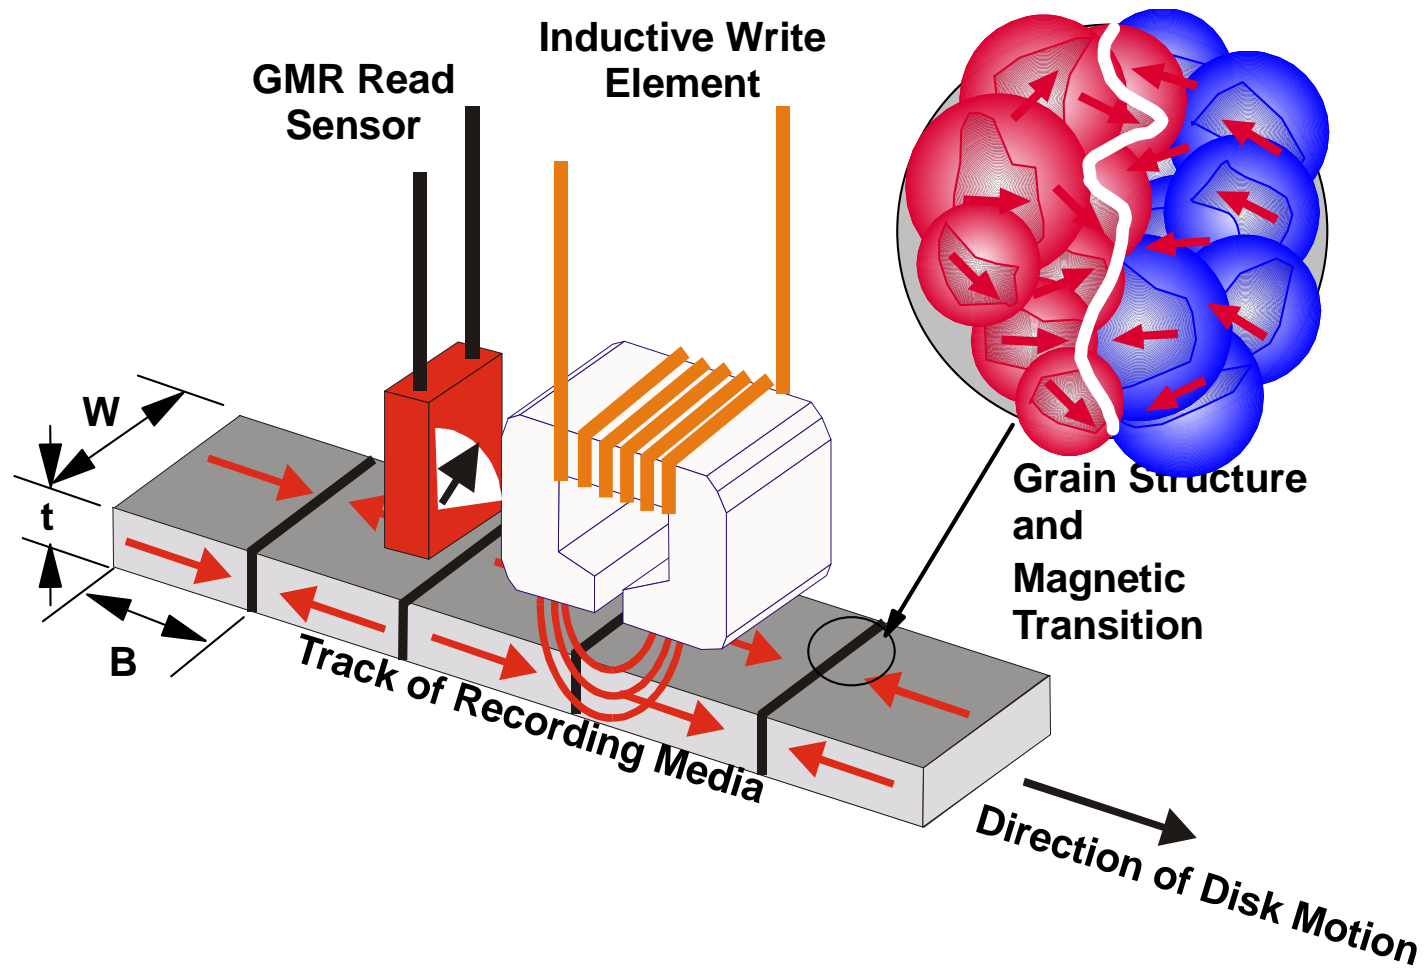 Inductive Write
Element
GMR Read
Sensor
W
t
B
Grain Structure
and
Magnetic
Transition
Track of Recording Media
Direction of Disk Motion